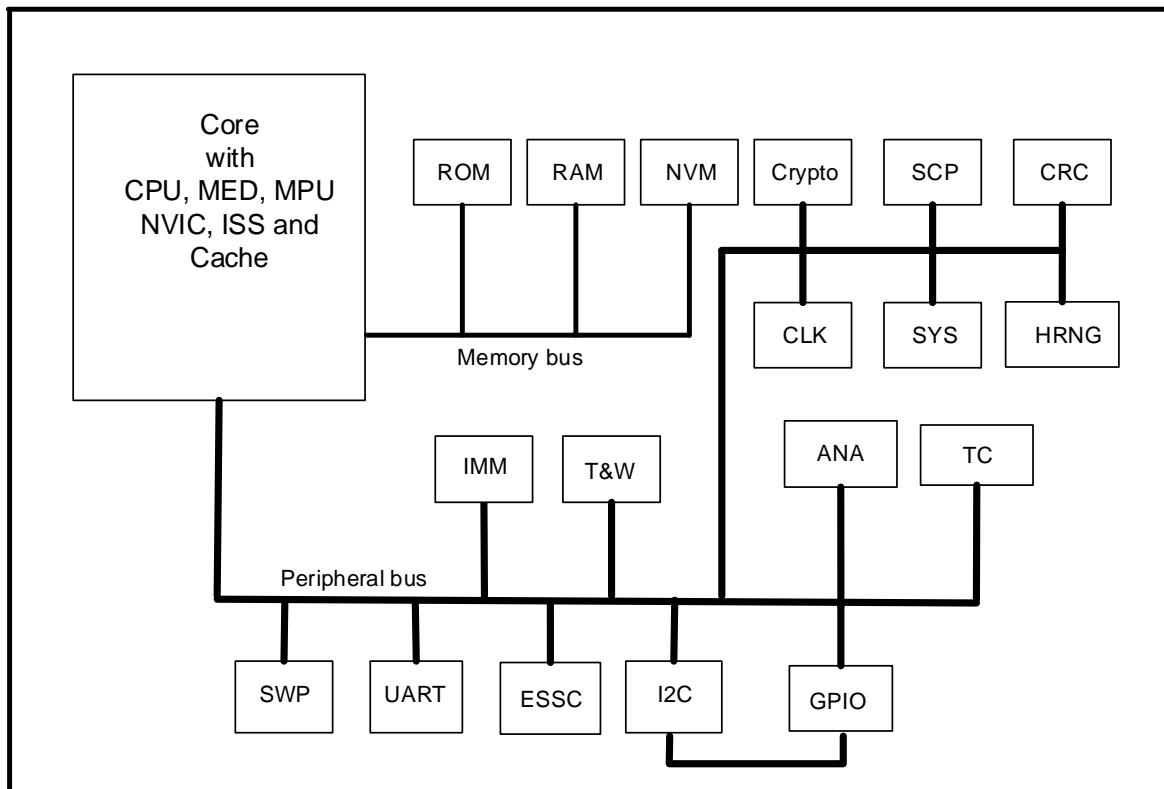 Core
with
CPU, MED, MPU
NVIC, ISS and
Cache
ROM
RAM
NVM
Crypto
SCP
CRC
CLK
SYS
HRNG
Memory bus
IMM
T&W
ANA
TC
Peripheral bus
SWP
UART
ESSC
I2C
GPIO